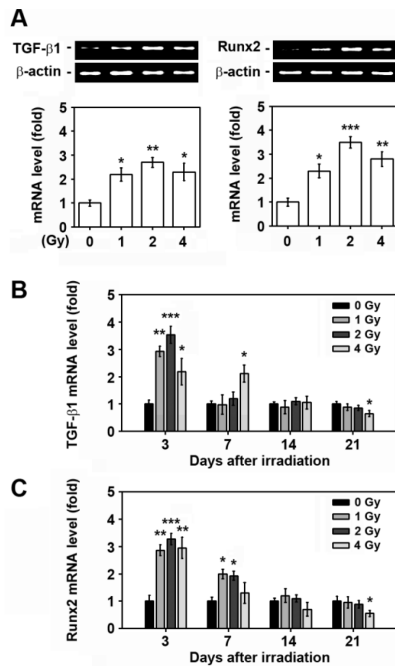 A
TGF-β1 -
β-actin -
Runx2 -
β-actin -
mRNA level (fold)
5
4
3
2
1
0
* ** *
(Gy) 0 1 2 4
mRNA level (fold)
5
4
3
2
1
0
* *** **
0 1 2 4
B
TGF-β1 mRNA level (fold)
5
4
3
2
1
0
** *** * * *
0 Gy
1 Gy
2 Gy
4 Gy
3 7 14 21
Days after irradiation
C
Runx2 mRNA level (fold)
5
4
3
2
1
0
** *** ** * * *
0 Gy
1 Gy
2 Gy
4 Gy
3 7 14 21
Days after irradiation